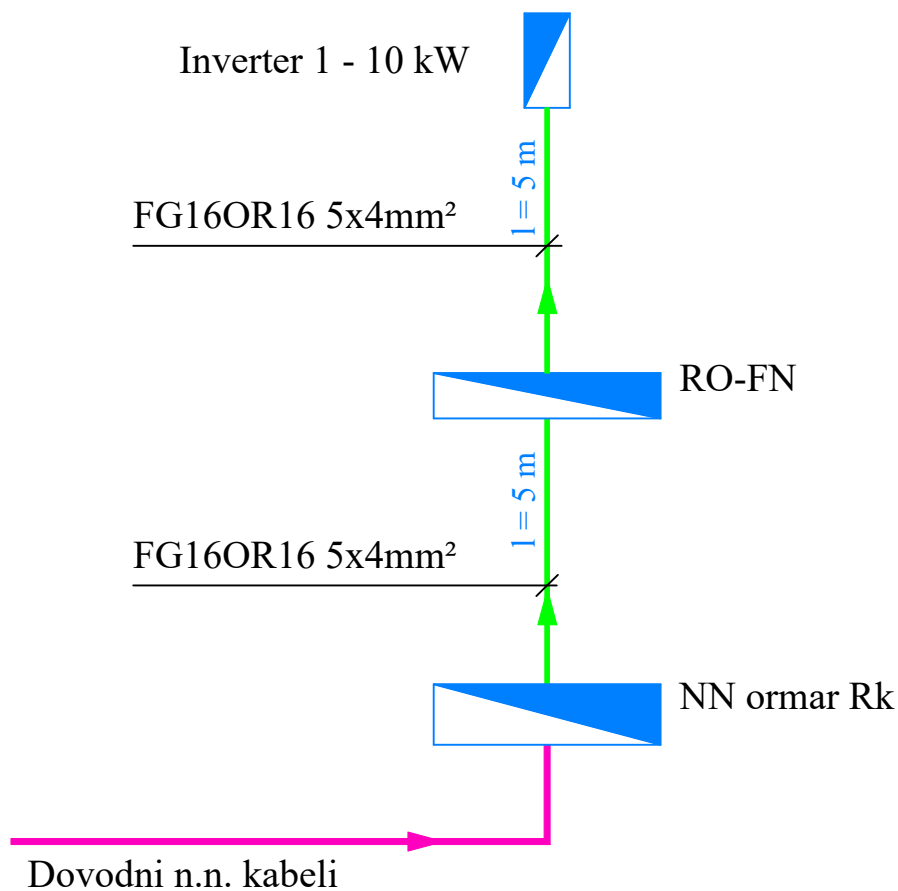 Inverter 1 - 10 kW
l = 5 m
FG16OR16 5x4mm²
RO-FN
l = 5 m
FG16OR16 5x4mm²
NN ormar Rk
Dovodni n.n. kabeli